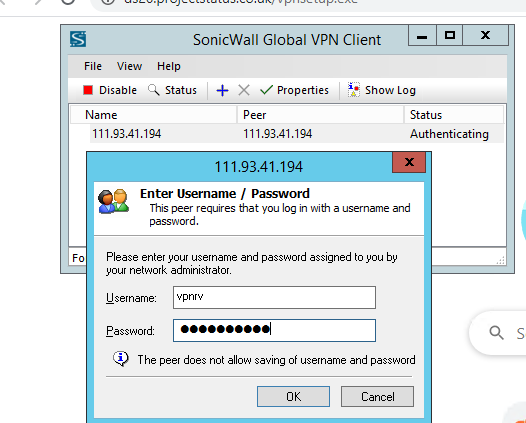 ds20.projectstatus.co.uk/vpnsetup.exe
SonicWall Global VPN Client
File View Help
Disable Status Properties Show Log
Name Peer Status
111.93.41.194 111.93.41.194 Authenticating
111.93.41.194
Enter Username / Password
This peer requires that you log in with a username and
password.
Please enter your username and password assigned to you by
your network administrator.
Username: vpnrv
Password: ●●●●●●●●●●
The peer does not allow saving of username and password
OK Cancel
Fo
S